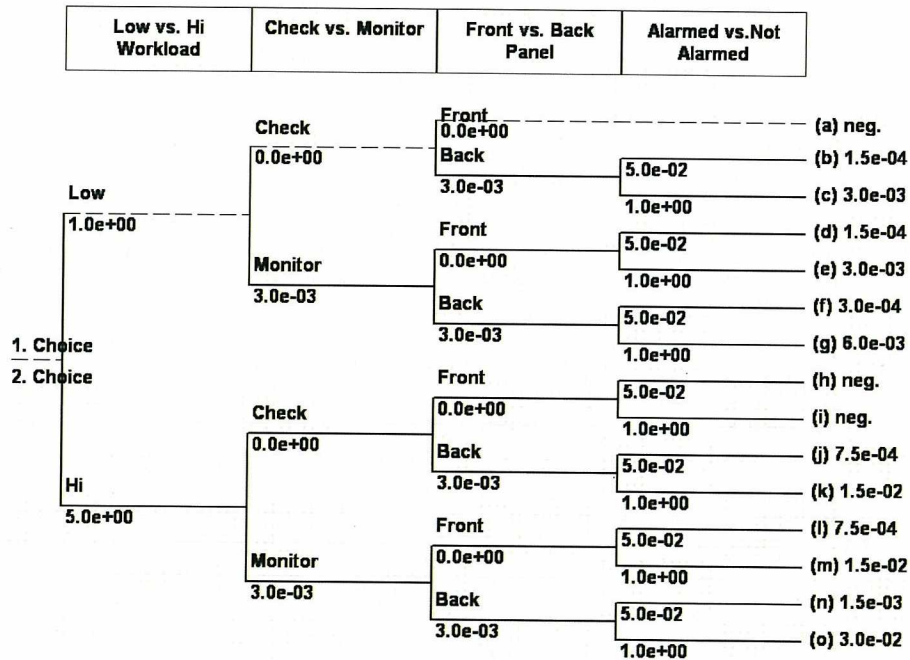 Low vs. Hi Workload
Check vs. Monitor
Front vs. Back Panel
Alarmed vs.Not Alarmed
Front
0.0e+00
(a) neg.
Check
0.0e+00
Back
3.0e-03
5.0e-02
(b) 1.5e-04
1.0e+00
(c) 3.0e-03
Low
1.0e+00
Front
0.0e+00
5.0e-02
(d) 1.5e-04
1.0e+00
(e) 3.0e-03
Monitor
3.0e-03
Back
3.0e-03
5.0e-02
(f) 3.0e-04
1.0e+00
(g) 6.0e-03
1. Choice
2. Choice
Front
0.0e+00
5.0e-02
(h) neg.
1.0e+00
(i) neg.
Check
0.0e+00
Back
3.0e-03
5.0e-02
(j) 7.5e-04
1.0e+00
(k) 1.5e-02
Hi
5.0e+00
Front
0.0e+00
5.0e-02
(l) 7.5e-04
1.0e+00
(m) 1.5e-02
Monitor
3.0e-03
Back
3.0e-03
5.0e-02
(n) 1.5e-03
1.0e+00
(o) 3.0e-02